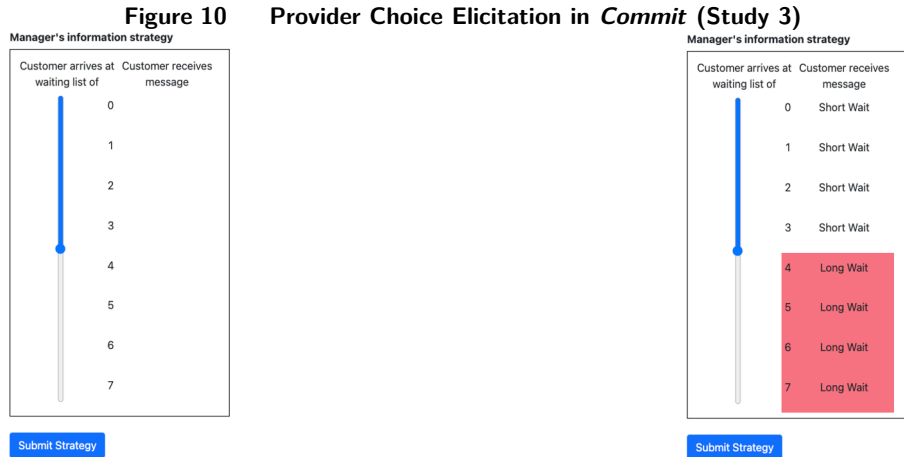 Figure 10 Provider Choice Elicitation in Commit (Study 3)
Manager's information strategy
Customer arrives at Customer receives
waiting list of message
0
1
2
3
4
5
6
7
Submit Strategy
Manager's information strategy
Customer arrives at Customer receives
waiting list of message
0 Short Wait
1 Short Wait
2 Short Wait
3 Short Wait
4 Long Wait
5 Long Wait
6 Long Wait
7 Long Wait
Submit Strategy